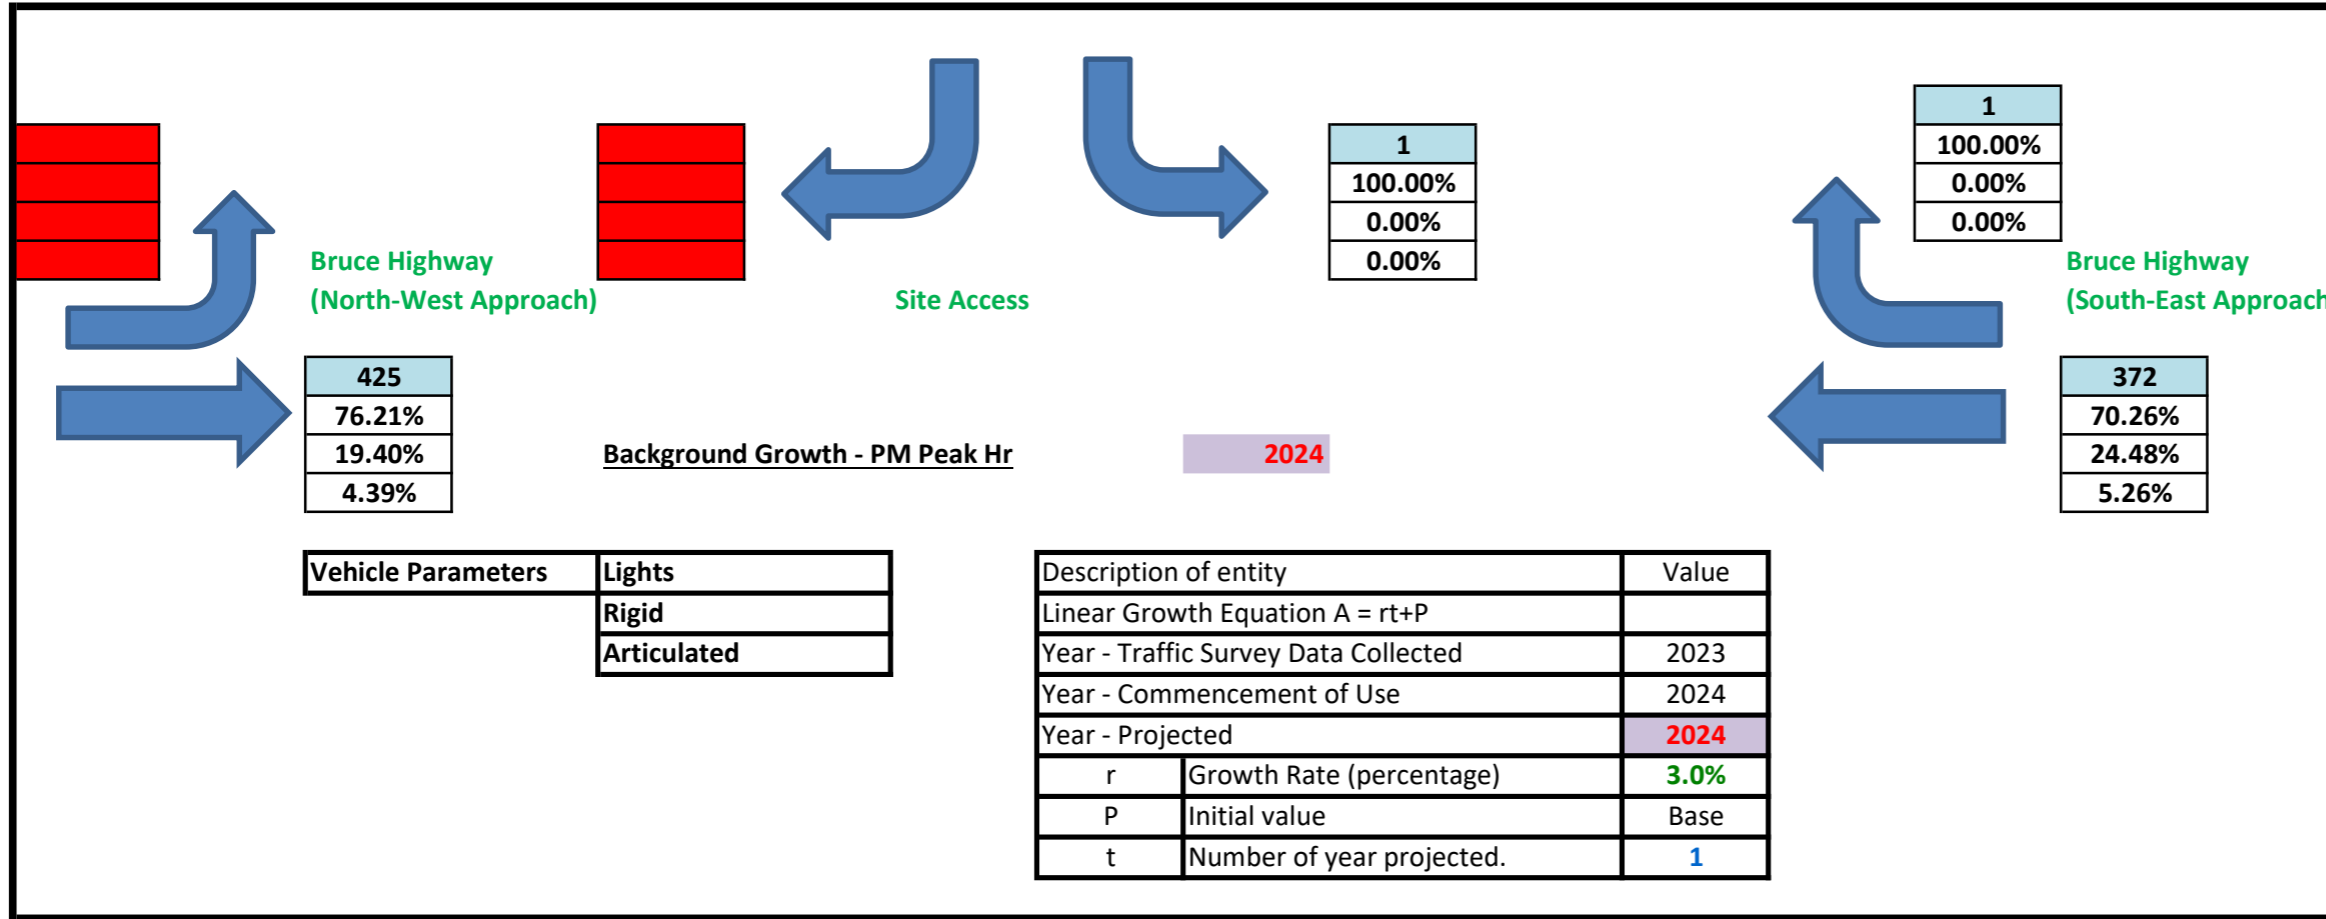 1
100.00%
0.00%
0.00%
1
100.00%
0.00%
0.00%
Bruce Highway
(North-West Approach)
Site Access
Bruce Highway
(South-East Approach
425
76.21%
19.40%
4.39%
372
70.26%
24.48%
5.26%
Background Growth - PM Peak Hr 2024
Vehicle Parameters Lights
Rigid
Articulated
Description of entity Value
Linear Growth Equation A = rt+P
Year - Traffic Survey Data Collected 2023
Year - Commencement of Use 2024
Year - Projected 2024
r Growth Rate (percentage) 3.0%
P Initial value Base
t Number of year projected. 1